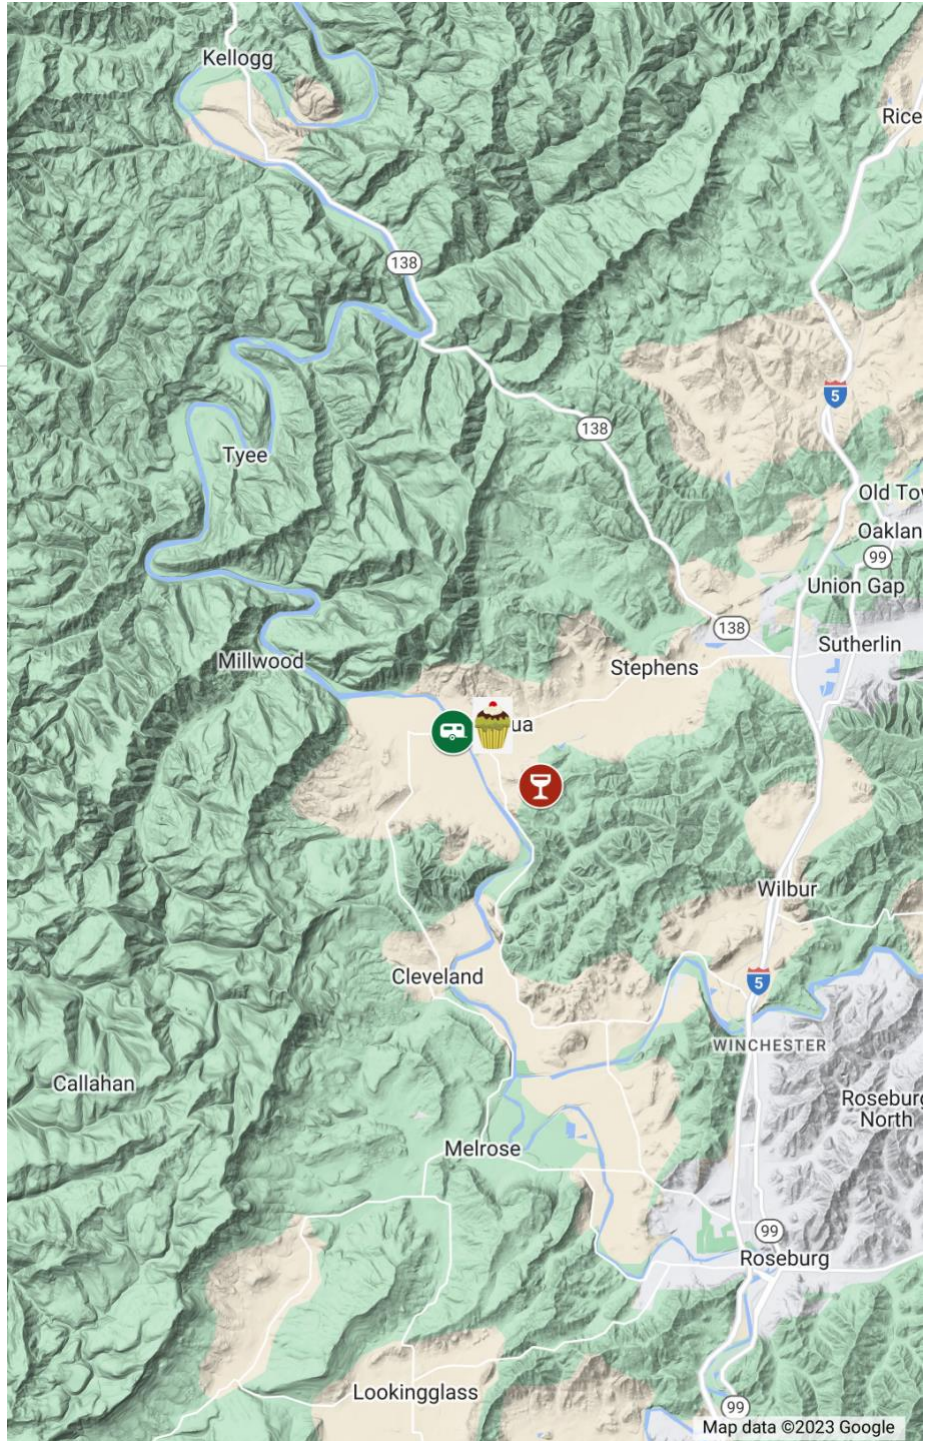 Kellogg
Rice
138
5
138
Tyee
Old To
Oaklan
99
Union Gap
138
Sutherlin
Stephens
Millwood
ua
Wilbur
Cleveland
5
WINCHESTER
Callahan
Roseburg
North
Melrose
99
Roseburg
Lookingglass
99
Map data ©2023 Google